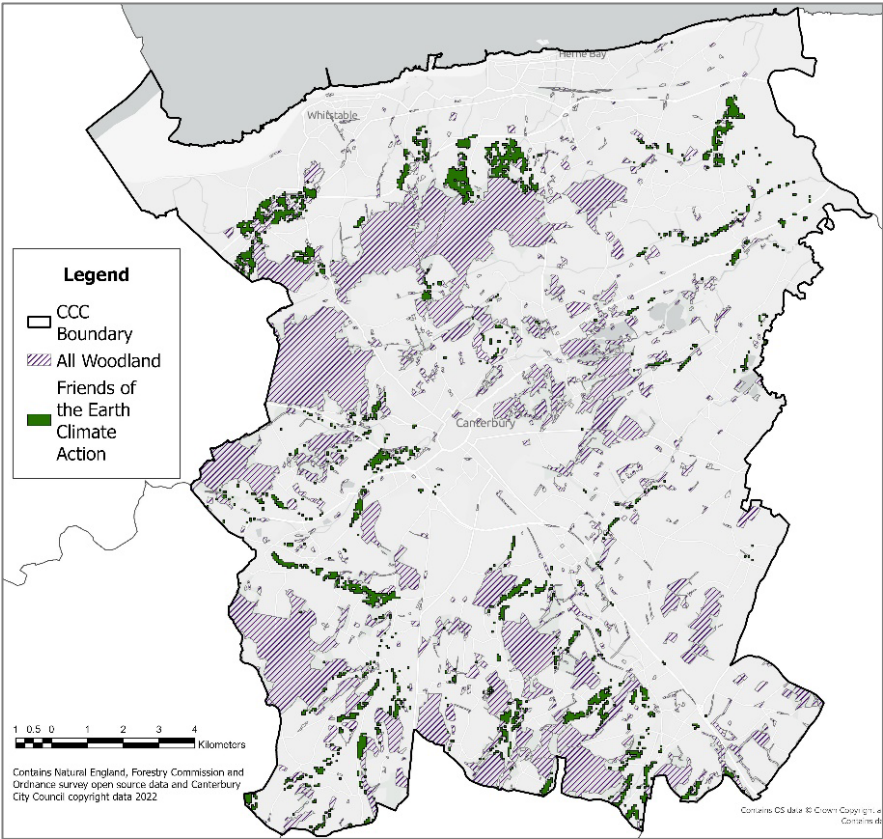 Herne Bay
Whitstable
Legend
CCC
Boundary
All Woodland
Friends of
the Earth
Climate
Action
Canterbury
1 0.5 0 1 2 3 4
Kilometers
Contains Natural England, Forestry Commission and
Ordnance survey open source data and Canterbury
City Council copyright data 2022
Contains OS data © Crown Copyright a
Contains da